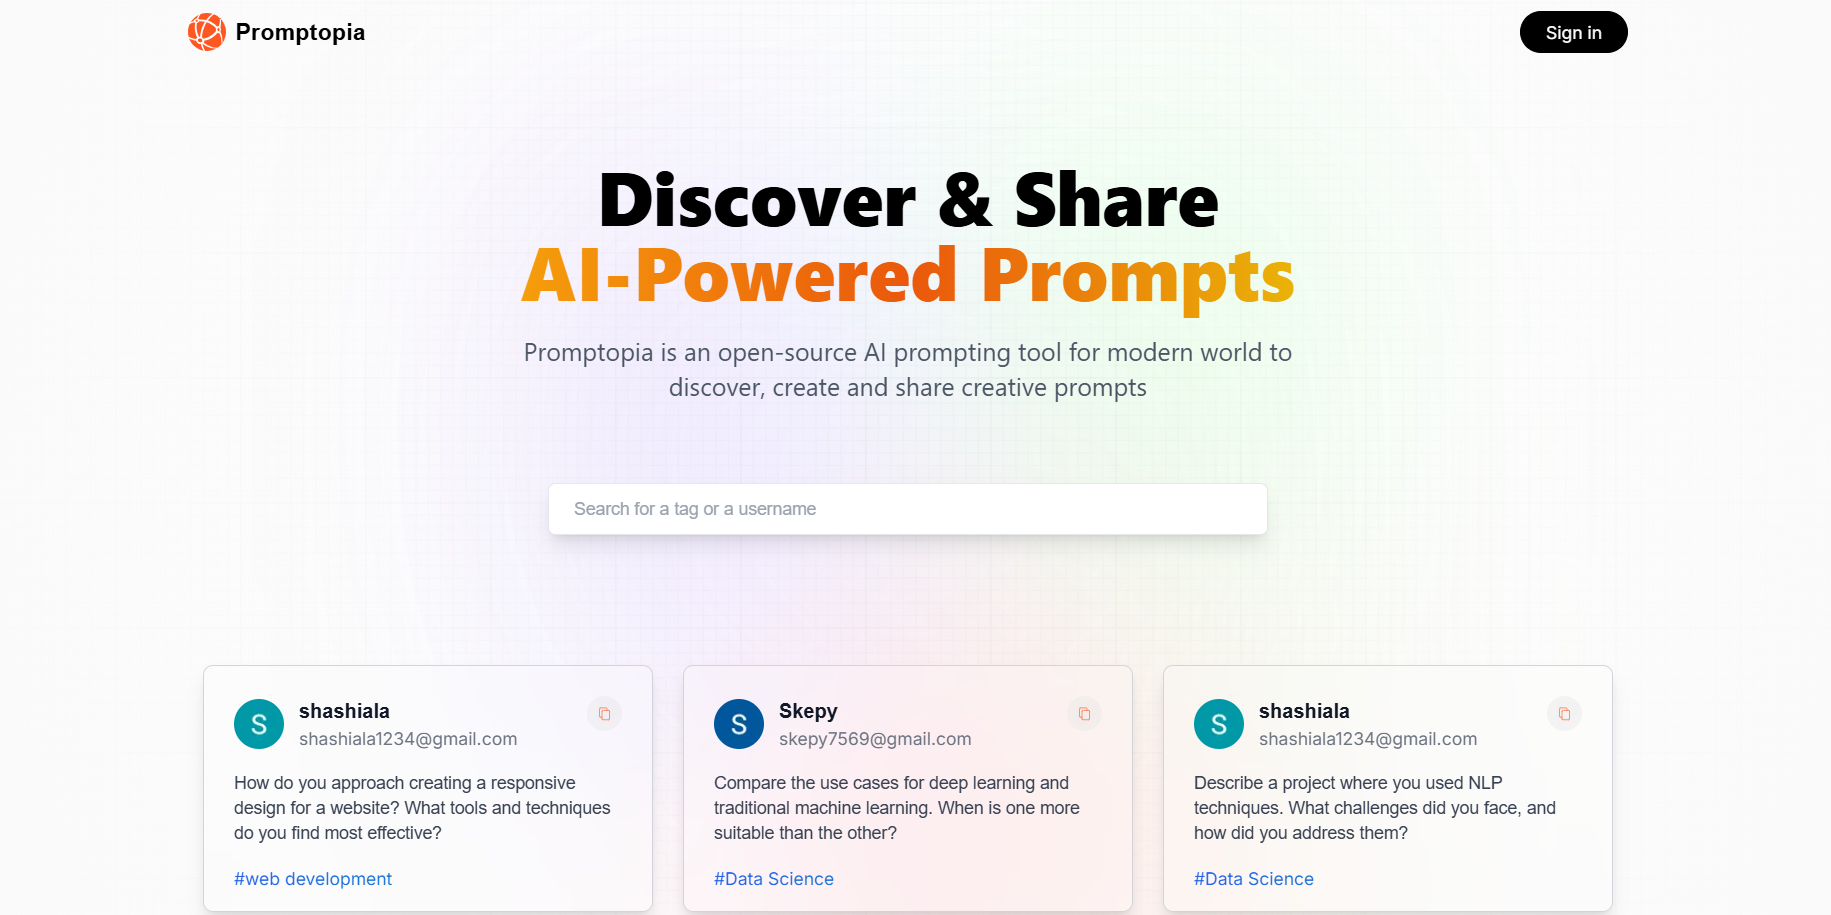 Promptopia
Sign in
Discover & Share
AI-Powered Prompts
Promptopia is an open-source AI prompting tool for modern world to
discover, create and share creative prompts
Search for a tag or a username
S
shashiala
shashiala1234@gmail.com
How do you approach creating a responsive
design for a website? What tools and techniques
do you find most effective?
#web development
S
Skepy
skepy7569@gmail.com
Compare the use cases for deep learning and
traditional machine learning. When is one more
suitable than the other?
#Data Science
S
shashiala
shashiala1234@gmail.com
Describe a project where you used NLP
techniques. What challenges did you face, and
how did you address them?
#Data Science